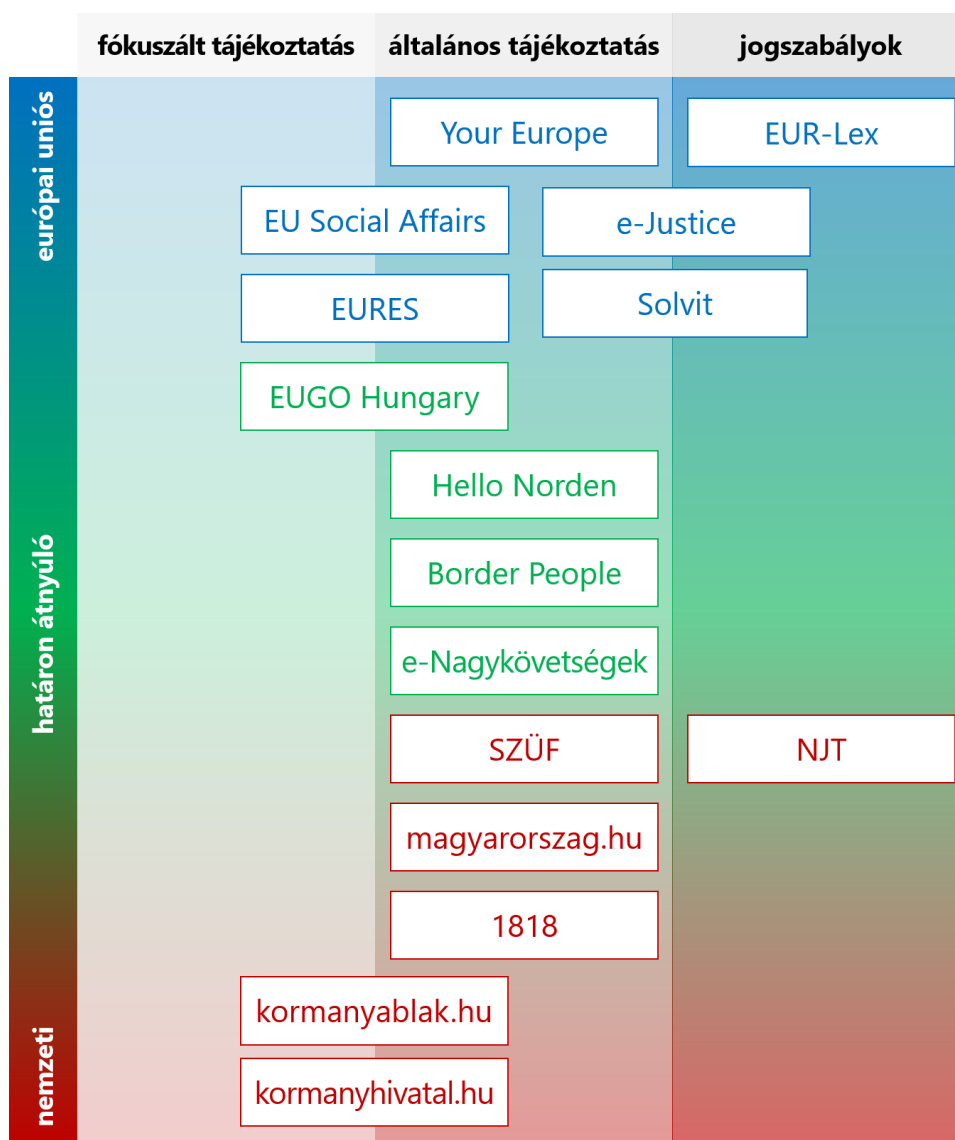 fókuszált tájékoztatás
általános tájékoztatás
jogszabályok
európai uniós
Your Europe
EUR-Lex
EU Social Affairs
e-Justice
EURES
Solvit
EUGO Hungary
határon átnyúló
Hello Norden
Border People
e-Nagykövetségek
SZÜF
NJT
magyarorszag.hu
1818
nemzeti
kormanyablak.hu
kormanyhivatal.hu